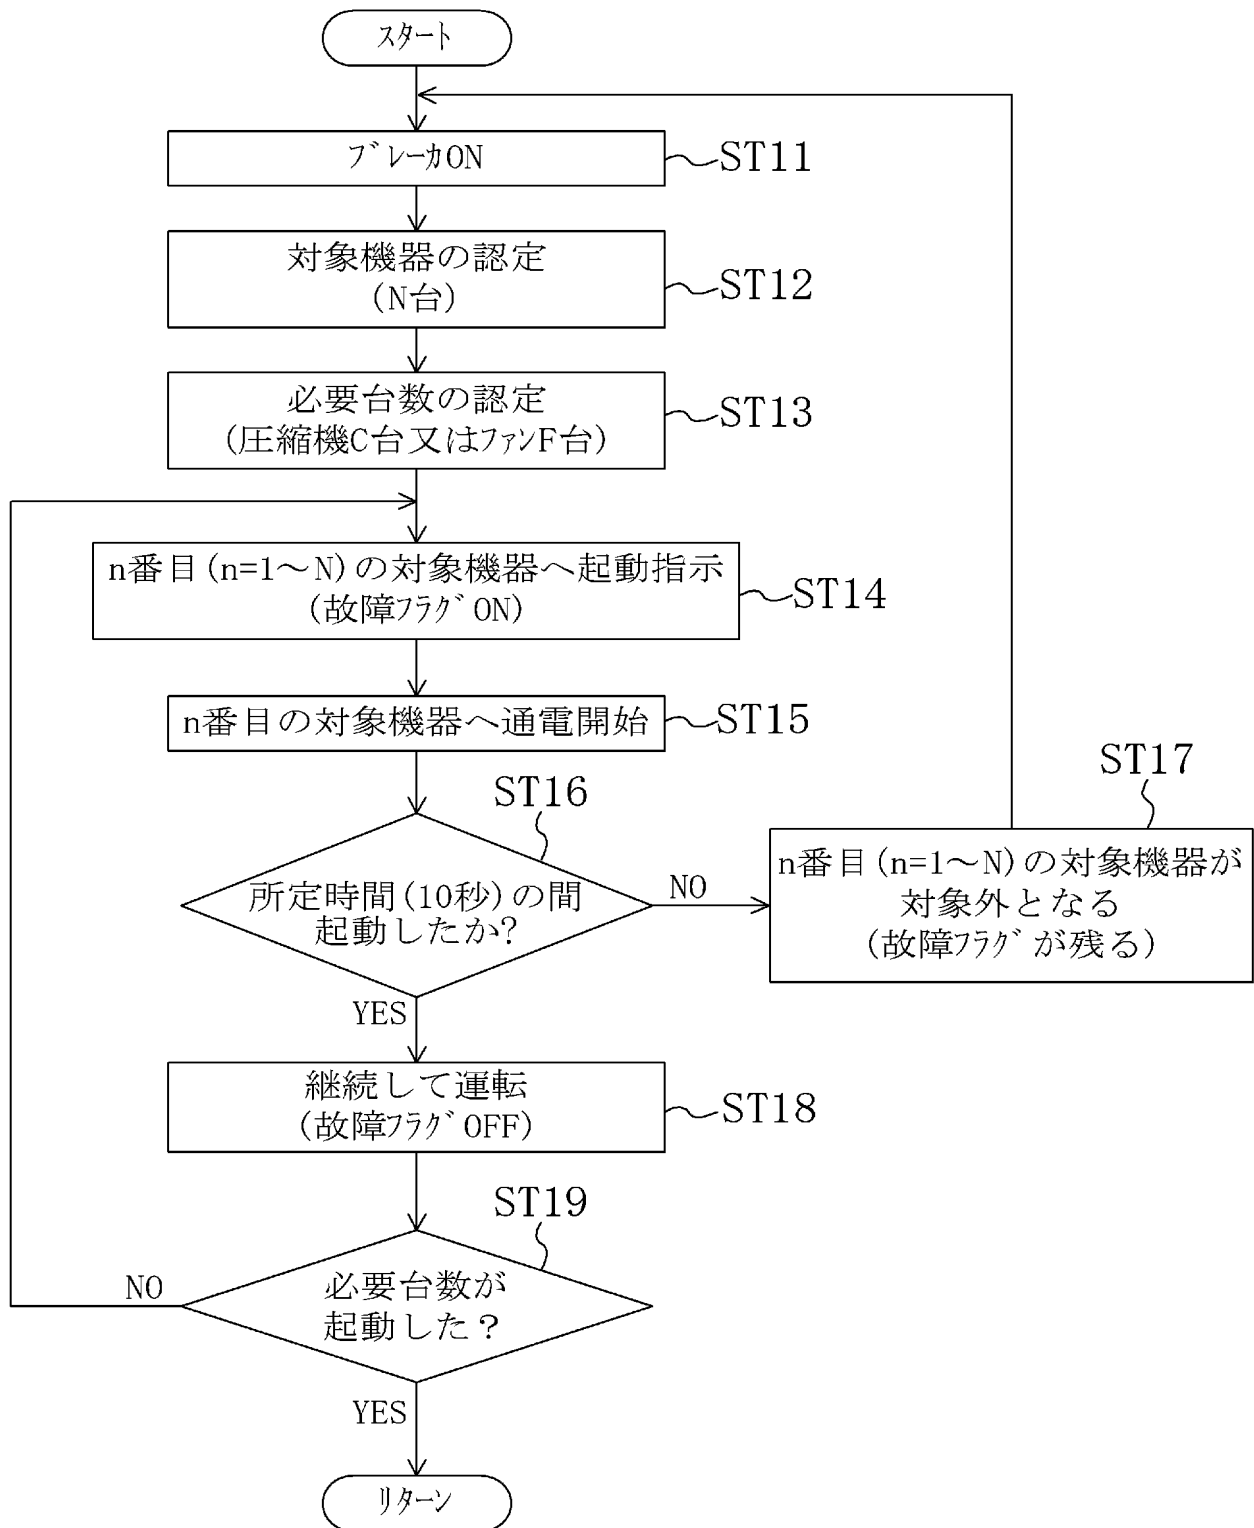 スタート
ブレーカON
ST11
対象機器の認定
(N台)
ST12
必要台数の認定
(圧縮機C台又はファンF台)
ST13
n番目(n=1～N)の対象機器へ起動指示
(故障フラグON)
ST14
n番目の対象機器へ通電開始
ST15
ST16
所定時間(10秒)の間
起動したか?
NO
YES
ST17
n番目(n=1～N)の対象機器が
対象外となる
(故障フラグが残る)
継続して運転
(故障フラグOFF)
ST18
ST19
必要台数が
起動した？
NO
YES
リターン